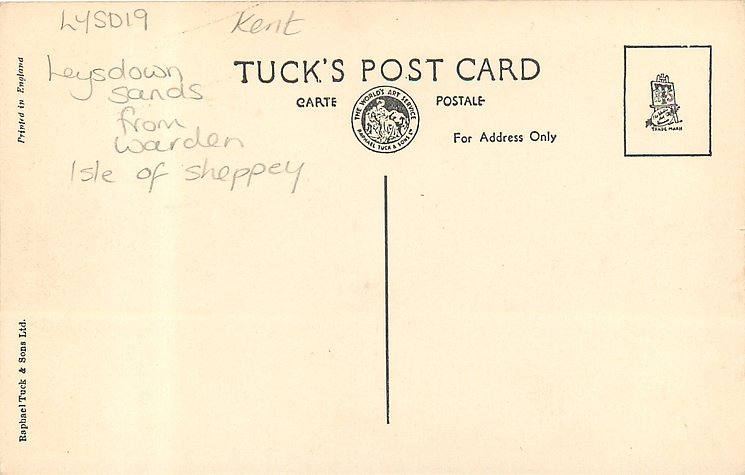 LYSD19
Kent
Leysdown
sands
from
Warden
Isle of Sheppey
TUCK'S POST CARD
CARTE POSTALE
THE WORLD'S ART SERVICE
RAPHAEL TUCK & SONS LTD
For Address Only
TRADE MARK
Printed in England
Raphael Tuck & Sons Ltd.